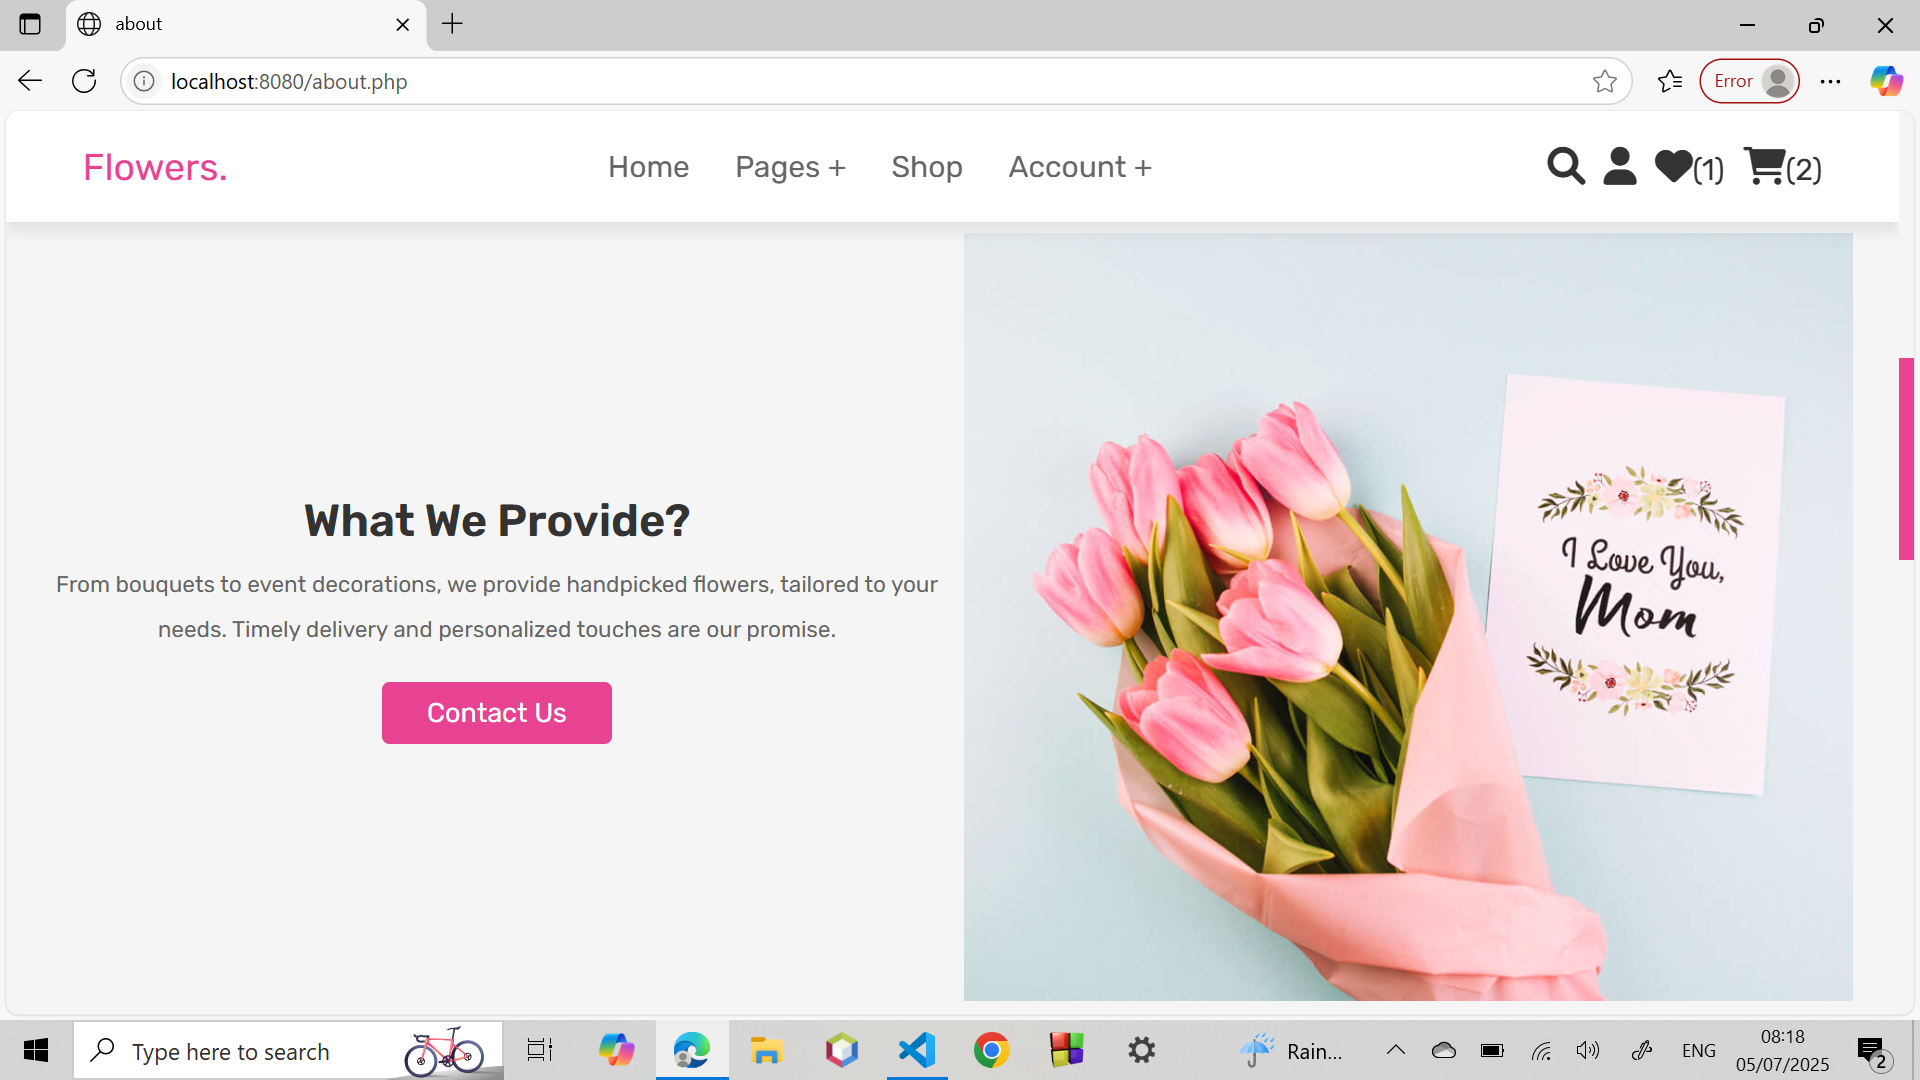 about
localhost:8080/about.php
Error
Flowers.
Home Pages + Shop Account +
(1) (2)
What We Provide?
From bouquets to event decorations, we provide handpicked flowers, tailored to your
needs. Timely delivery and personalized touches are our promise.
Contact Us
I Love You,
Mom
Type here to search
Rain...
ENG
08:18
05/07/2025
2